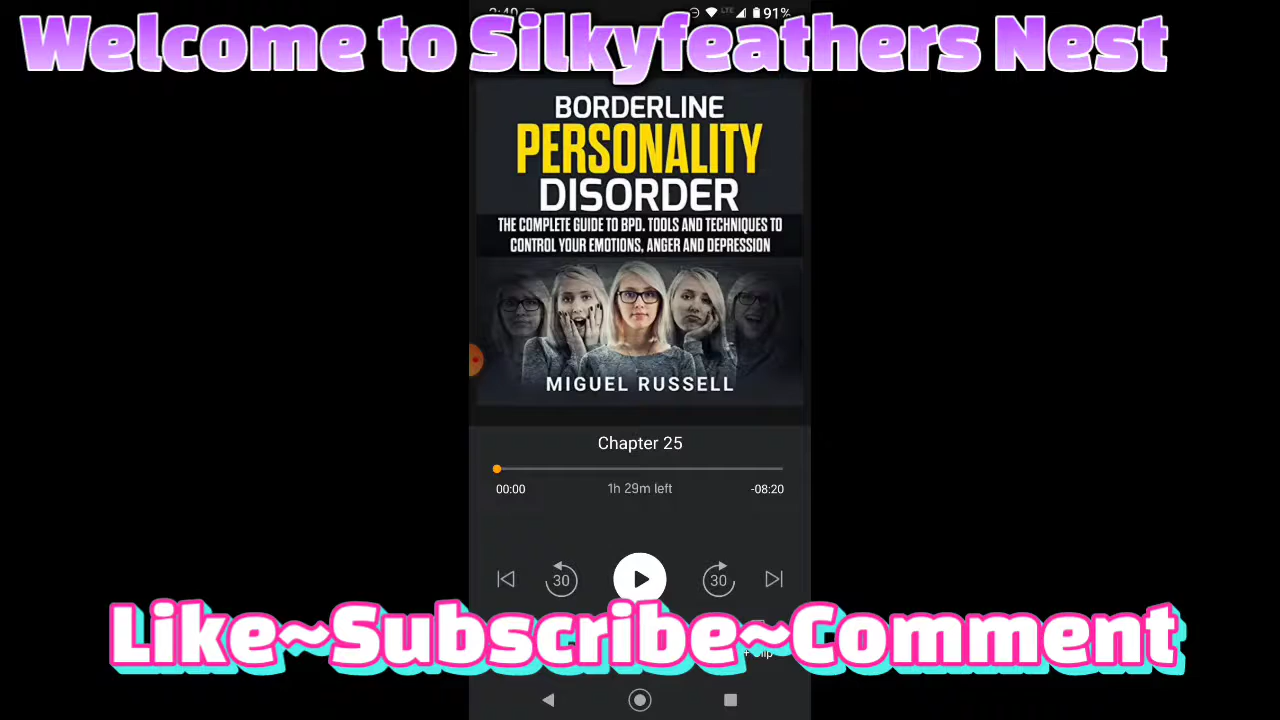 Welcome to Silkyfeathers Nest
LTE 91%
BORDERLINE
PERSONALITY
DISORDER
THE COMPLETE GUIDE TO BPD. TOOLS AND TECHNIQUES TO
CONTROL YOUR EMOTIONS, ANGER AND DEPRESSION
MIGUEL RUSSELL
Chapter 25
00:00 1h 29m left -08:20
30 30
Like~Subscribe~Comment